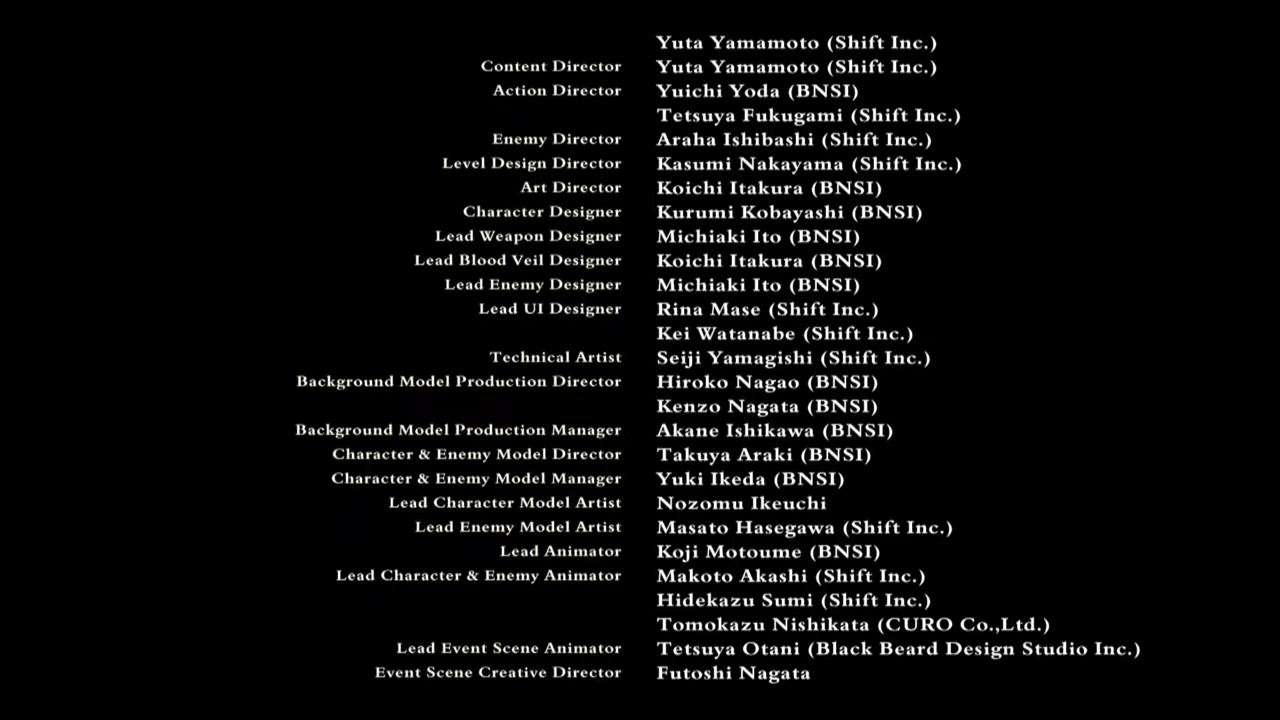 Yuta Yamamoto (Shift Inc.)
Content Director Yuta Yamamoto (Shift Inc.)
Action Director Yuichi Yoda (BNSI)
Tetsuya Fukugami (Shift Inc.)
Enemy Director Araha Ishibashi (Shift Inc.)
Level Design Director Kasumi Nakayama (Shift Inc.)
Art Director Koichi Itakura (BNSI)
Character Designer Kurumi Kobayashi (BNSI)
Lead Weapon Designer Michiaki Ito (BNSI)
Lead Blood Veil Designer Koichi Itakura (BNSI)
Lead Enemy Designer Michiaki Ito (BNSI)
Lead UI Designer Rina Mase (Shift Inc.)
Kei Watanabe (Shift Inc.)
Technical Artist Seiji Yamagishi (Shift Inc.)
Background Model Production Director Hiroko Nagao (BNSI)
Kenzo Nagata (BNSI)
Background Model Production Manager Akane Ishikawa (BNSI)
Character & Enemy Model Director Takuya Araki (BNSI)
Character & Enemy Model Manager Yuki Ikeda (BNSI)
Lead Character Model Artist Nozomu Ikeuchi
Lead Enemy Model Artist Masato Hasegawa (Shift Inc.)
Lead Animator Koji Motoume (BNSI)
Lead Character & Enemy Animator Makoto Akashi (Shift Inc.)
Hidekazu Sumi (Shift Inc.)
Tomokazu Nishikata (CURO Co.,Ltd.)
Lead Event Scene Animator Tetsuya Otani (Black Beard Design Studio Inc.)
Event Scene Creative Director Futoshi Nagata